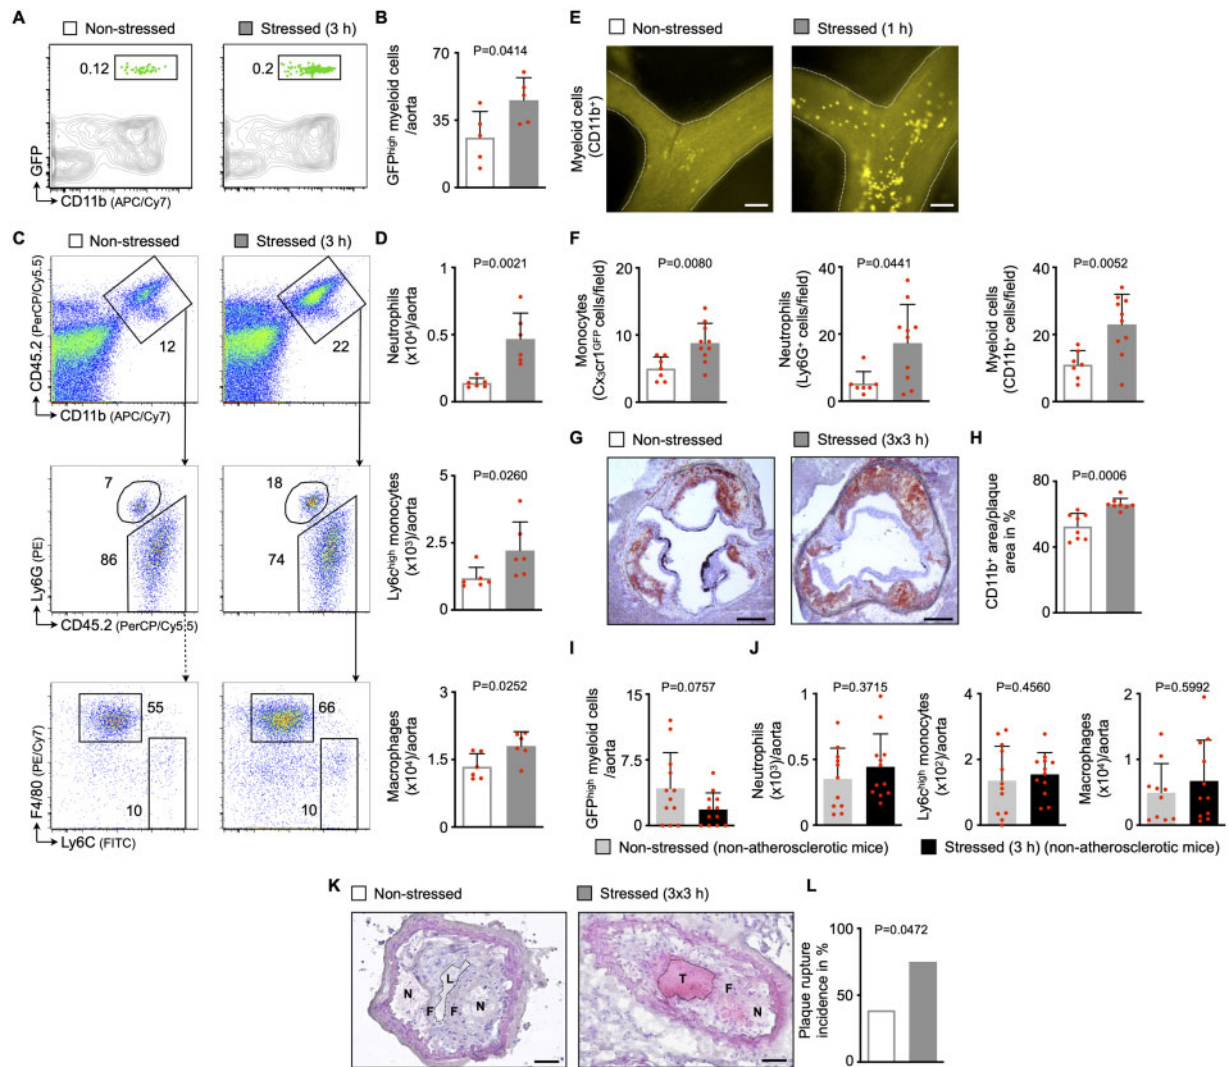 A
Non-stressed
Stressed (3 h)
0.12
0.2
GFP
CD11b (APC/Cy7)
B
P=0.0414
70
35
0
GFPhigh myeloid cells
/aorta
E
Non-stressed
Stressed (1 h)
Myeloid cells
(CD11b+)
C
Non-stressed
Stressed (3 h)
12
22
CD45.2 (PerCP/Cy5.5)
CD11b (APC/Cy7)
7
86
18
74
Ly6G (PE)
CD45.2 (PerCP/Cy5.5)
55
10
66
10
F4/80 (PE/Cy7)
Ly6C (FITC)
D
P=0.0021
1
0.5
0
Neutrophils
(x10⁴)/aorta
P=0.0260
5
2.5
0
Ly6chigh monocytes
(x10³)/aorta
P=0.0252
3
1.5
0
Macrophages
(x10⁴)/aorta
F
P=0.0080
20
10
0
Monocytes
(Cx3cr1GFP cells/field)
P=0.0441
40
20
0
Neutrophils
(Ly6G+ cells/field)
P=0.0052
40
20
0
Myeloid cells
(CD11b+ cells/field)
G
Non-stressed
Stressed (3x3 h)
H
P=0.0006
80
40
0
CD11b+ area/plaque
area in %
I
P=0.0757
15
7.5
0
GFPhigh myeloid cells
/aorta
J
P=0.3715
1
0.5
0
Neutrophils
(x10³)/aorta
P=0.4560
4
2
0
Ly6chigh monocytes
(x10²)/aorta
P=0.5992
2
1
0
Macrophages
(x10⁴)/aorta
Non-stressed (non-atherosclerotic mice)
Stressed (3 h) (non-atherosclerotic mice)
K
Non-stressed
Stressed (3x3 h)
L
N
F
F
N
T
F
N
L
P=0.0472
100
50
0
Plaque rupture
incidence in %